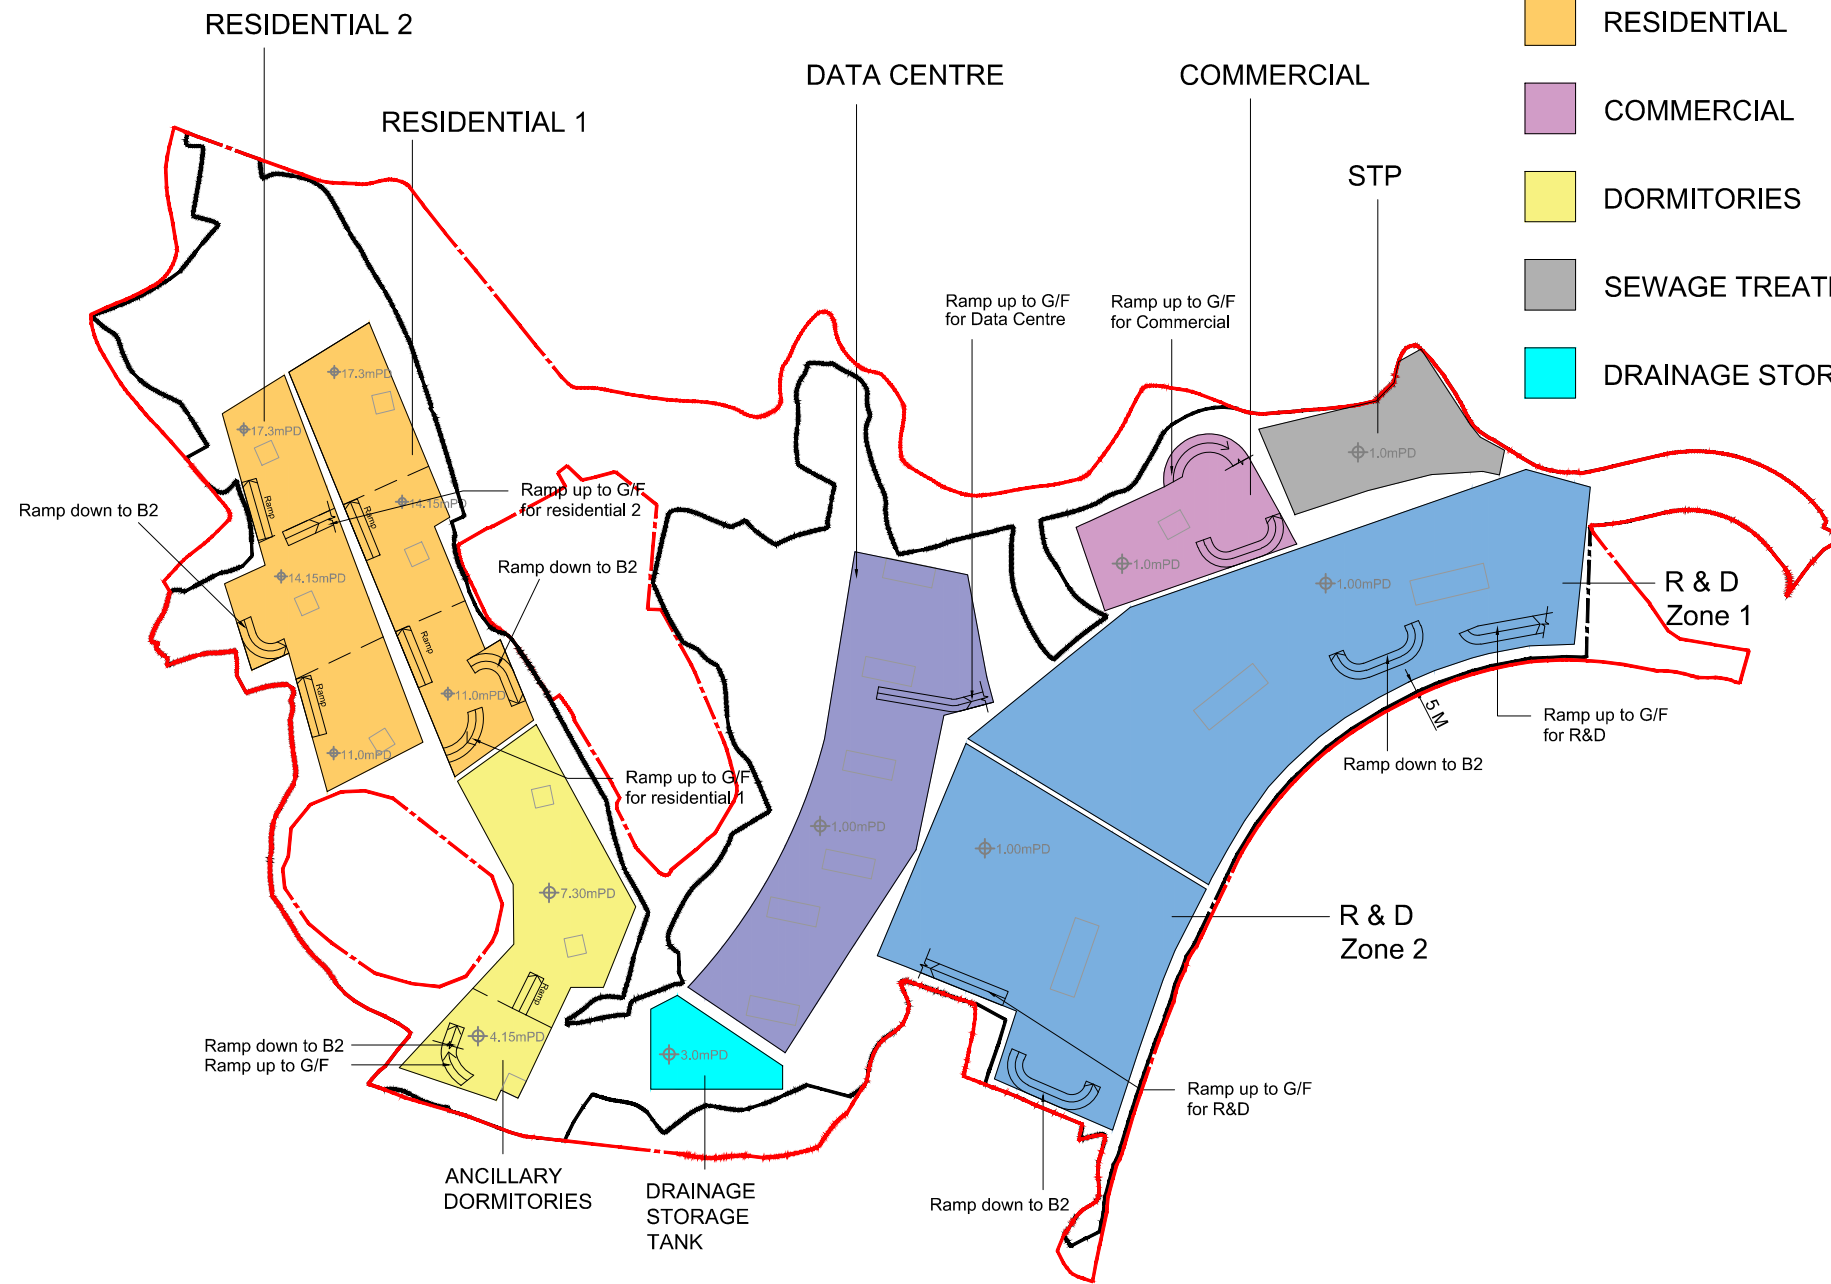 RESIDENTIAL 2
RESIDENTIAL
DATA CENTRE
COMMERCIAL
COMMERCIAL
RESIDENTIAL 1
STP
DORMITORIES
SEWAGE
DRAINAGE
Ramp up to G/F
for Data Centre
Ramp up to G/F
for Commercial
17.3mPD
17.3mPD
1.0mPD
14.15mPD
Ramp up to G/F
for residential 2
Ramp
Ramp
Ramp down to B2
14.15mPD
Ramp down to B2
1.0mPD
1.00mPD
R & D
Zone 1
Ramp
Ramp
11.0mPD
11.0mPD
5 M
Ramp up to G/F
for R&D
Ramp down to B2
Ramp up to G/F
for residential 1
1.00mPD
1.00mPD
7.30mPD
R & D
Zone 2
Ramp
4.15mPD
Ramp down to B2
Ramp up to G/F
3.0mPD
Ramp up to G/F
for R&D
Ramp down to B2
ANCILLARY
DORMITORIES
DRAINAGE
STORAGE
TANK